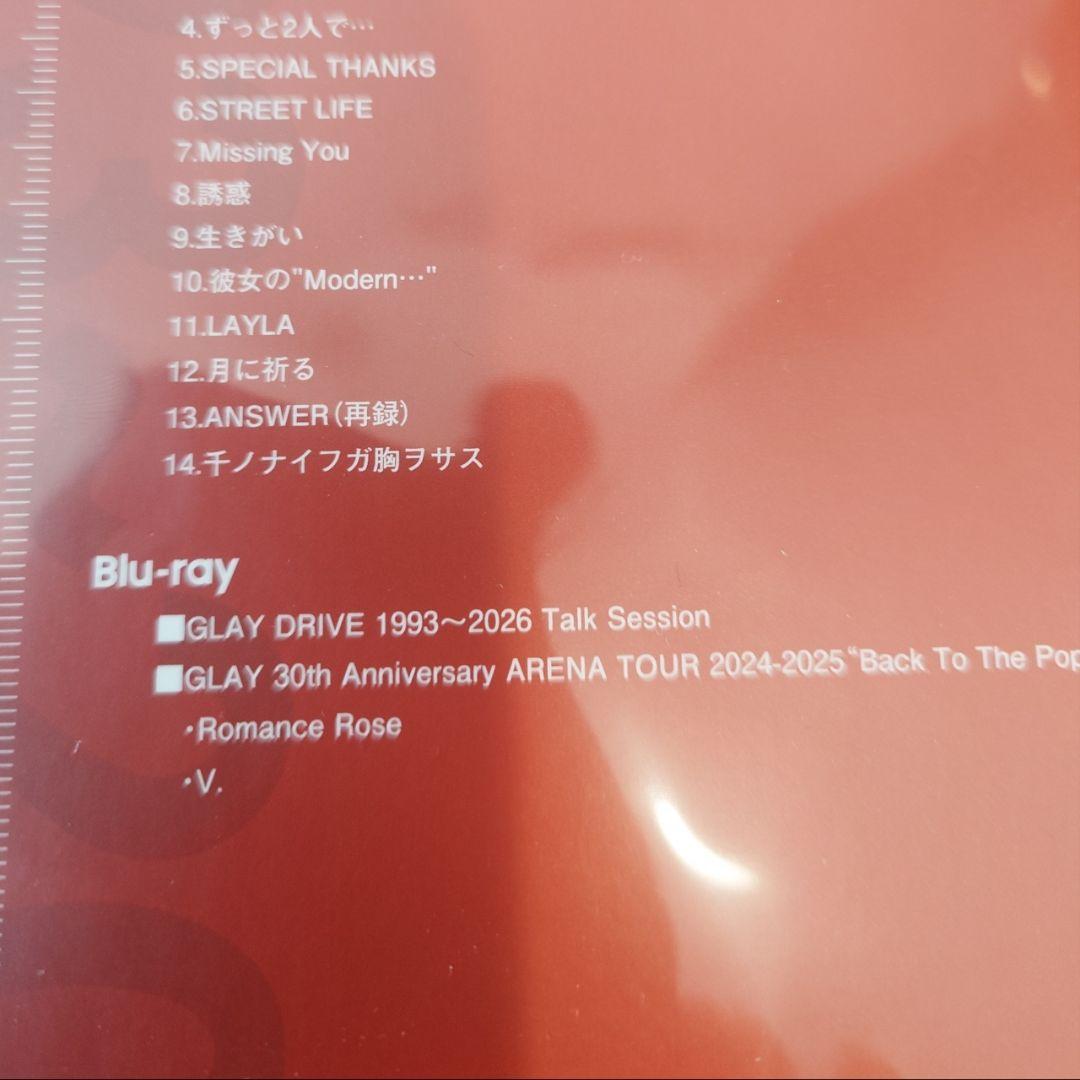 4.ずっと2人で…
5.SPECIAL THANKS
6.STREET LIFE
7.Missing You
8.誘惑
9.生きがい
10.彼女の"Modern…"
11.LAYLA
12.月に祈る
13.ANSWER（再録）
14.千ノナイフガ胸ヲサス
Blu-ray
■GLAY DRIVE 1993～2026 Talk Session
■GLAY 30th Anniversary ARENA TOUR 2024-2025“Back To The Pop
・Romance Rose
・V.